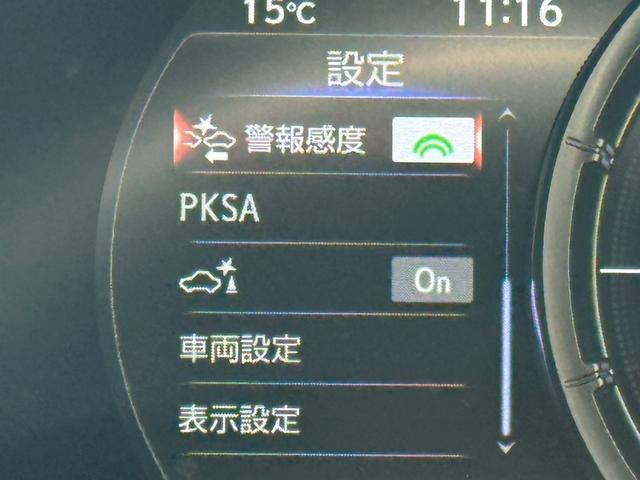 15℃ 11:16
設定
警報感度
PKSA
On
車両設定
表示設定